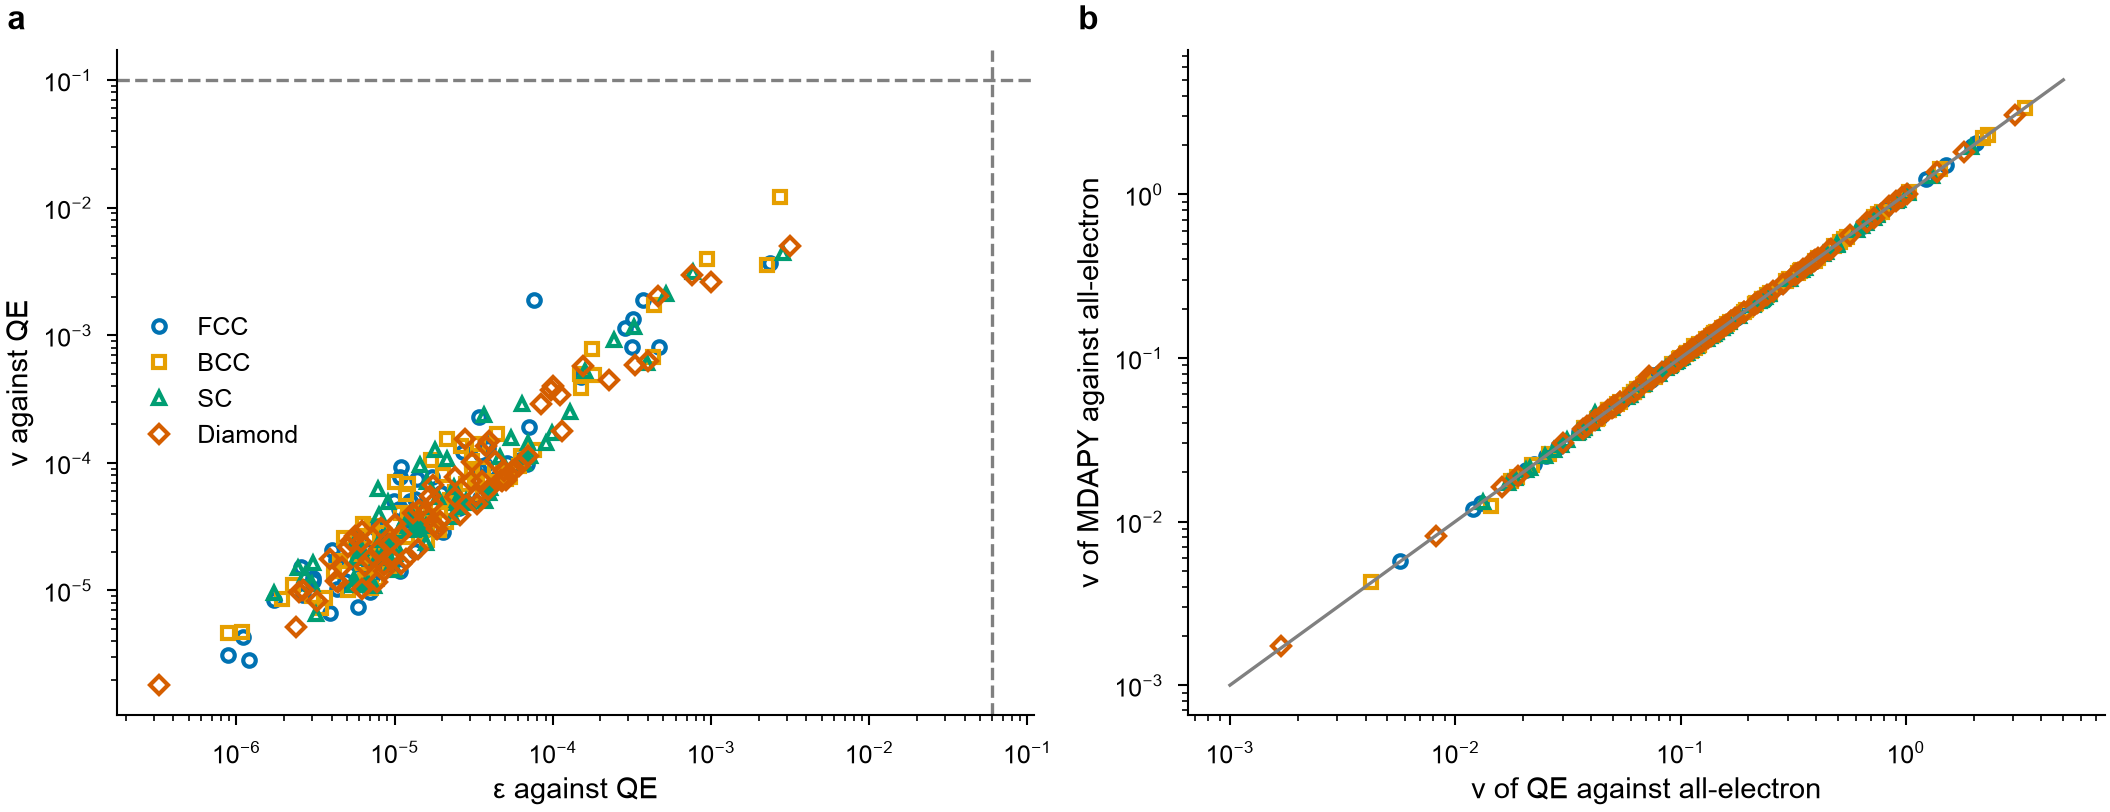 a
10⁻¹
10⁻²
10⁻³
10⁻⁴
10⁻⁵
ν against QE
FCC
BCC
SC
Diamond
10⁻⁶
10⁻⁵
10⁻⁴
10⁻³
10⁻²
10⁻¹
ε against QE
b
10⁰
10⁻¹
10⁻²
10⁻³
ν of MDAPY against all-electron
10⁻³
10⁻²
10⁻¹
10⁰
ν of QE against all-electron